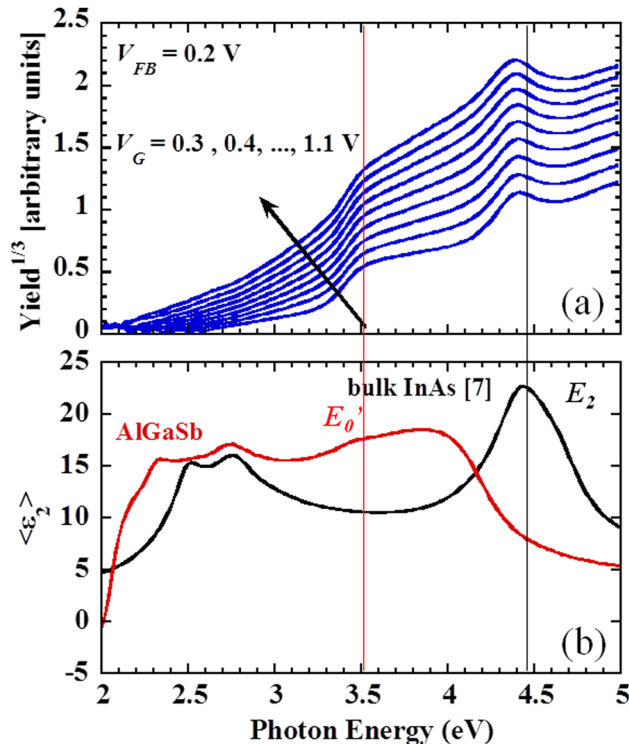 2.5
V_FB = 0.2 V
2
V_G = 0.3 , 0.4, ..., 1.1 V
1.5
1
0.5
0
Yield^1/3 [arbitrary units]
(a)
25
bulk InAs [7]
E_2
20
AlGaSb
E_0'
15
10
5
0
-5
<ε_2>
(b)
2 2.5 3 3.5 4 4.5 5
Photon Energy (eV)